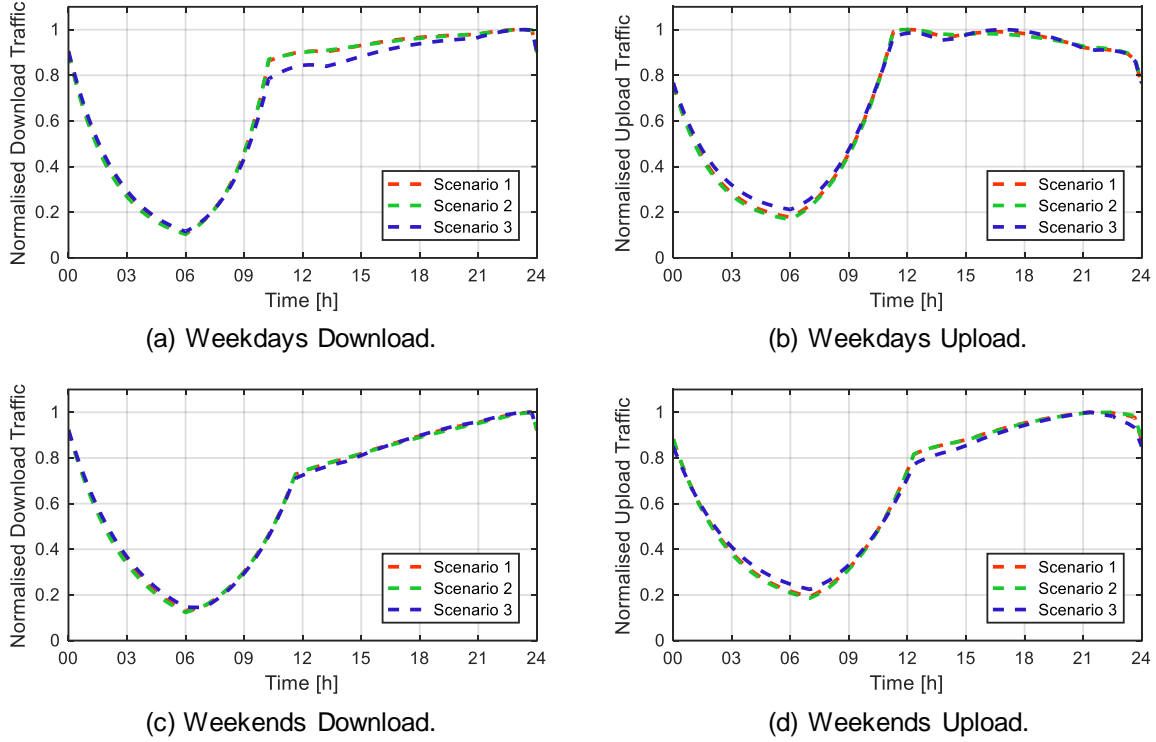 Normalised Download Traffic
1
0.8
0.6
0.4
0.2
0
Scenario 1
Scenario 2
Scenario 3
00 03 06 09 12 15 18 21 24
Time [h]
(a) Weekdays Download.
Normalised Upload Traffic
1
0.8
0.6
0.4
0.2
0
Scenario 1
Scenario 2
Scenario 3
00 03 06 09 12 15 18 21 24
Time [h]
(b) Weekdays Upload.
Normalised Download Traffic
1
0.8
0.6
0.4
0.2
0
Scenario 1
Scenario 2
Scenario 3
00 03 06 09 12 15 18 21 24
Time [h]
(c) Weekends Download.
Normalised Upload Traffic
1
0.8
0.6
0.4
0.2
0
Scenario 1
Scenario 2
Scenario 3
00 03 06 09 12 15 18 21 24
Time [h]
(d) Weekends Upload.